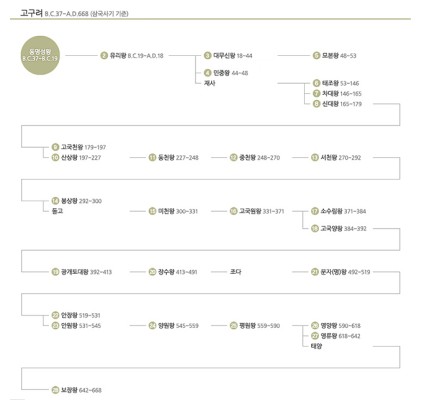 고구려 B.C.37~A.D.668 (삼국사기 기준)
동명성왕
B.C.37~B.C.19
2 유리왕 B.C.19~A.D.18
3 대무신왕 18~44
5 모본왕 48~53
4 민중왕 44~48
재사
6 태조왕 53~146
7 차대왕 146~165
8 신대왕 165~179
9 고국천왕 179~197
10 산상왕 197~227
11 동천왕 227~248
12 중천왕 248~270
13 서천왕 270~292
14 봉상왕 292~300
돌고
15 미천왕 300~331
16 고국원왕 331~371
17 소수림왕 371~384
18 고국양왕 384~392
19 광개토대왕 392~413
20 장수왕 413~491
조다
21 문자(명)왕 492~519
22 안장왕 519~531
23 안원왕 531~545
24 양원왕 545~559
25 평원왕 559~590
26 영양왕 590~618
27 영류왕 618~642
태양
28 보장왕 642~668